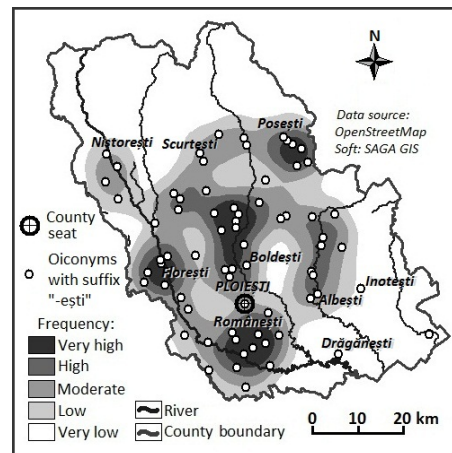 N
Posești
Data source:
OpenStreetMap
Soft: SAGA GIS
Nistorești
Scurtești
County
seat
Oiconyms
with suffix
"-ești"
Florești
Boldești
PLOIEȘTI
Inotești
Albești
Românești
Drăgănești
Frequency:
Very high
High
Moderate
Low
Very low
River
County boundary
0 10 20 km